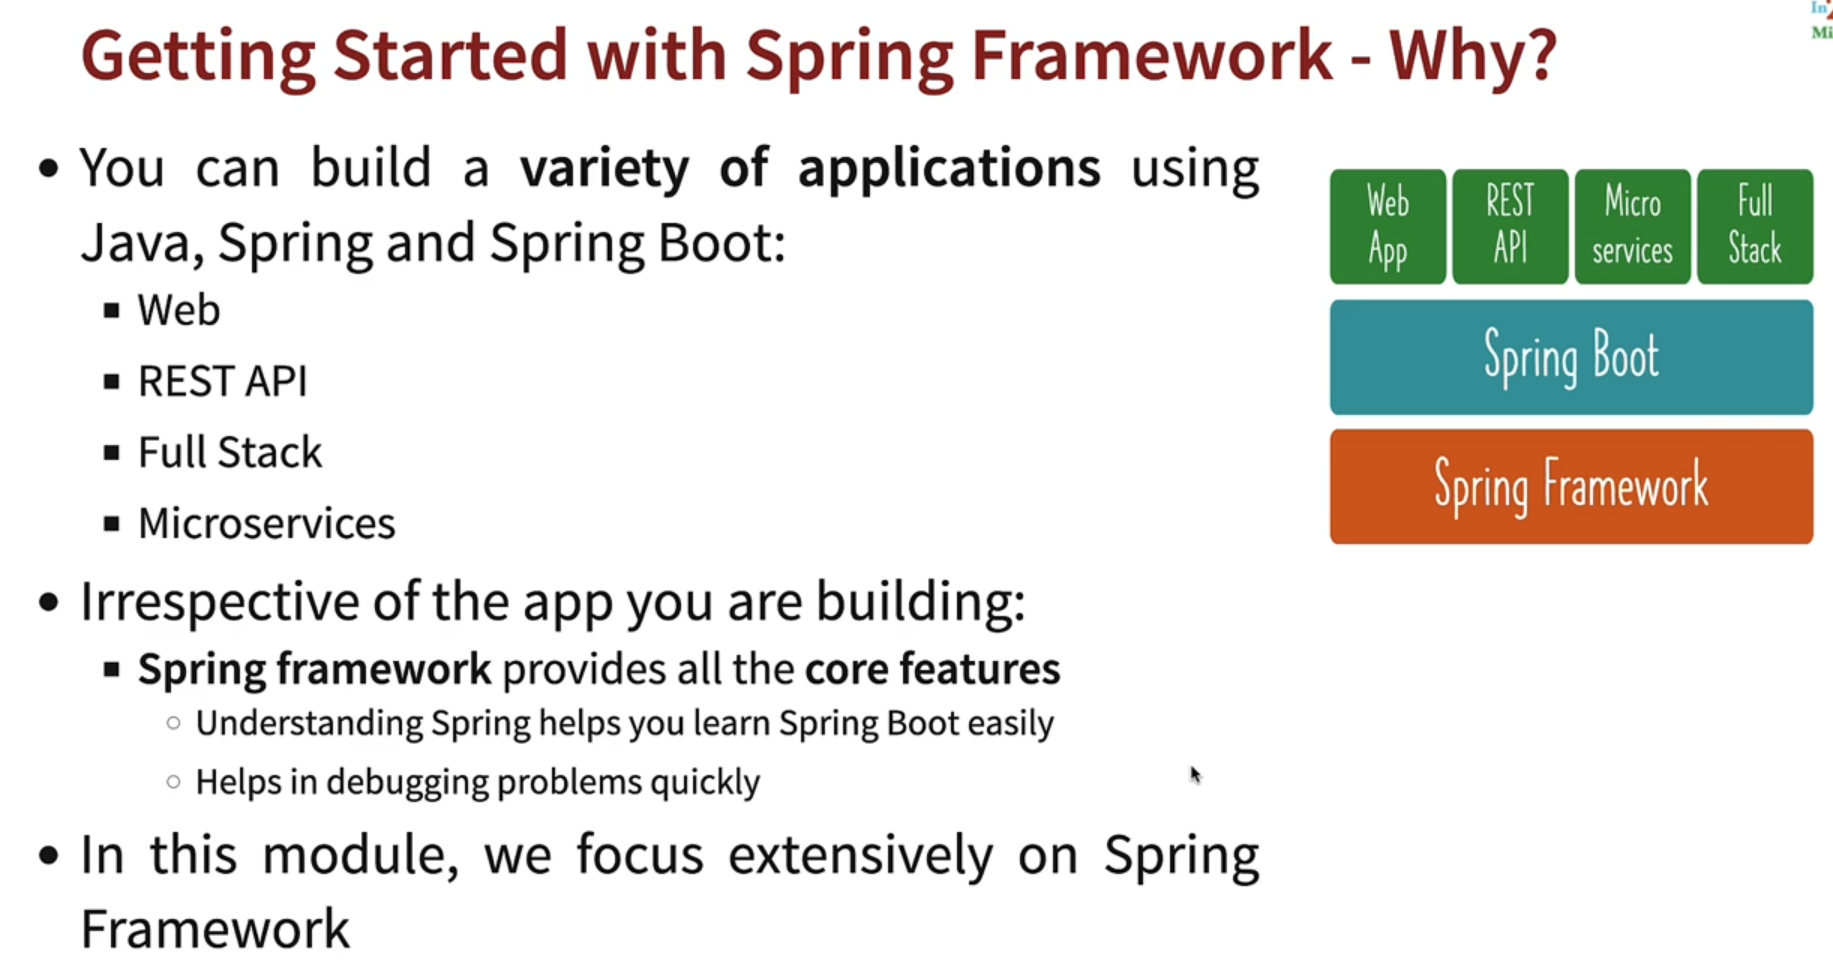 Getting Started with Spring Framework - Why?
• You can build a variety of applications using
Java, Spring and Spring Boot:
▪ Web
▪ REST API
▪ Full Stack
▪ Microservices
• Irrespective of the app you are building:
▪ Spring framework provides all the core features
○ Understanding Spring helps you learn Spring Boot easily
○ Helps in debugging problems quickly
• In this module, we focus extensively on Spring
Framework
Web
App
REST
API
Micro
services
Full
Stack
Spring Boot
Spring Framework